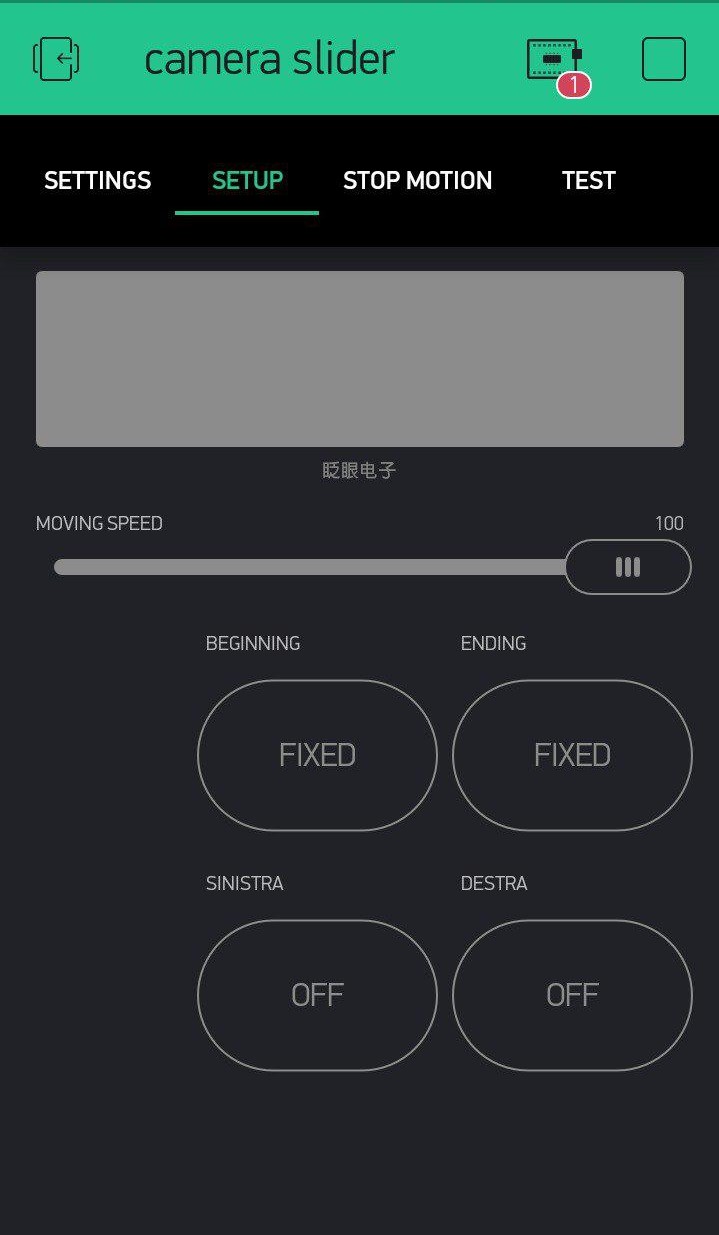 camera slider
1
SETTINGS SETUP STOP MOTION TEST
眨眼电子
MOVING SPEED 100
BEGINNING ENDING
FIXED FIXED
SINISTRA DESTRA
OFF OFF